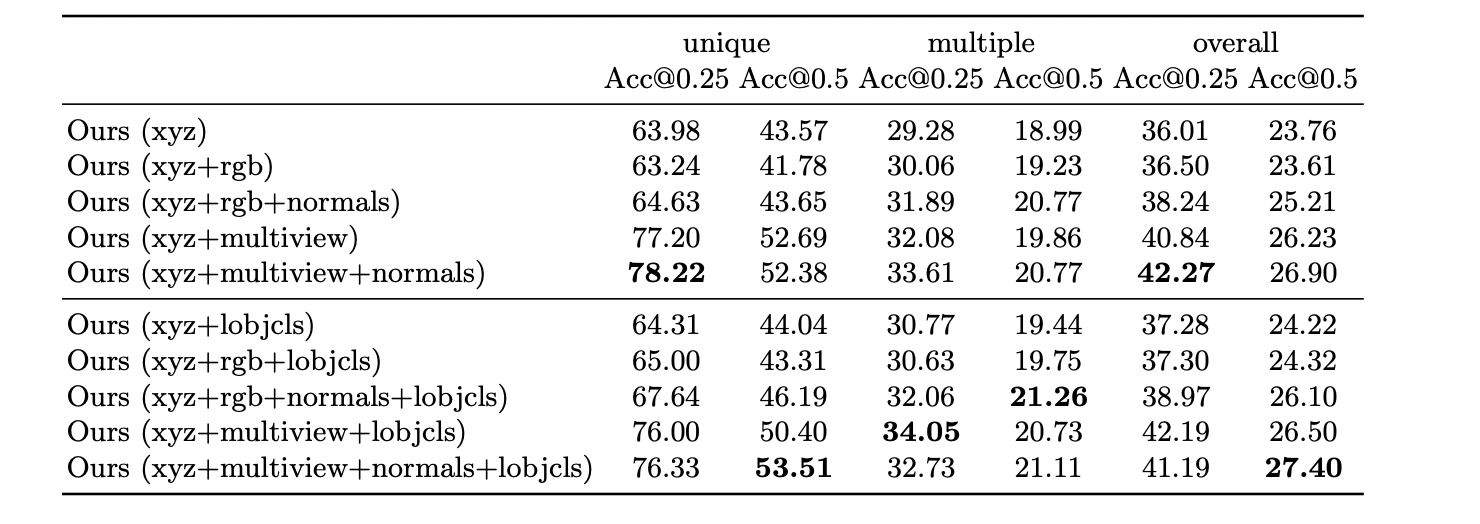 unique multiple overall
Acc@0.25 Acc@0.5 Acc@0.25 Acc@0.5 Acc@0.25 Acc@0.5
Ours (xyz) 63.98 43.57 29.28 18.99 36.01 23.76
Ours (xyz+rgb) 63.24 41.78 30.06 19.23 36.50 23.61
Ours (xyz+rgb+normals) 64.63 43.65 31.89 20.77 38.24 25.21
Ours (xyz+multiview) 77.20 52.69 32.08 19.86 40.84 26.23
Ours (xyz+multiview+normals) 78.22 52.38 33.61 20.77 42.27 26.90
Ours (xyz+lobjcls) 64.31 44.04 30.77 19.44 37.28 24.22
Ours (xyz+rgb+lobjcls) 65.00 43.31 30.63 19.75 37.30 24.32
Ours (xyz+rgb+normals+lobjcls) 67.64 46.19 32.06 21.26 38.97 26.10
Ours (xyz+multiview+lobjcls) 76.00 50.40 34.05 20.73 42.19 26.50
Ours (xyz+multiview+normals+lobjcls) 76.33 53.51 32.73 21.11 41.19 27.40